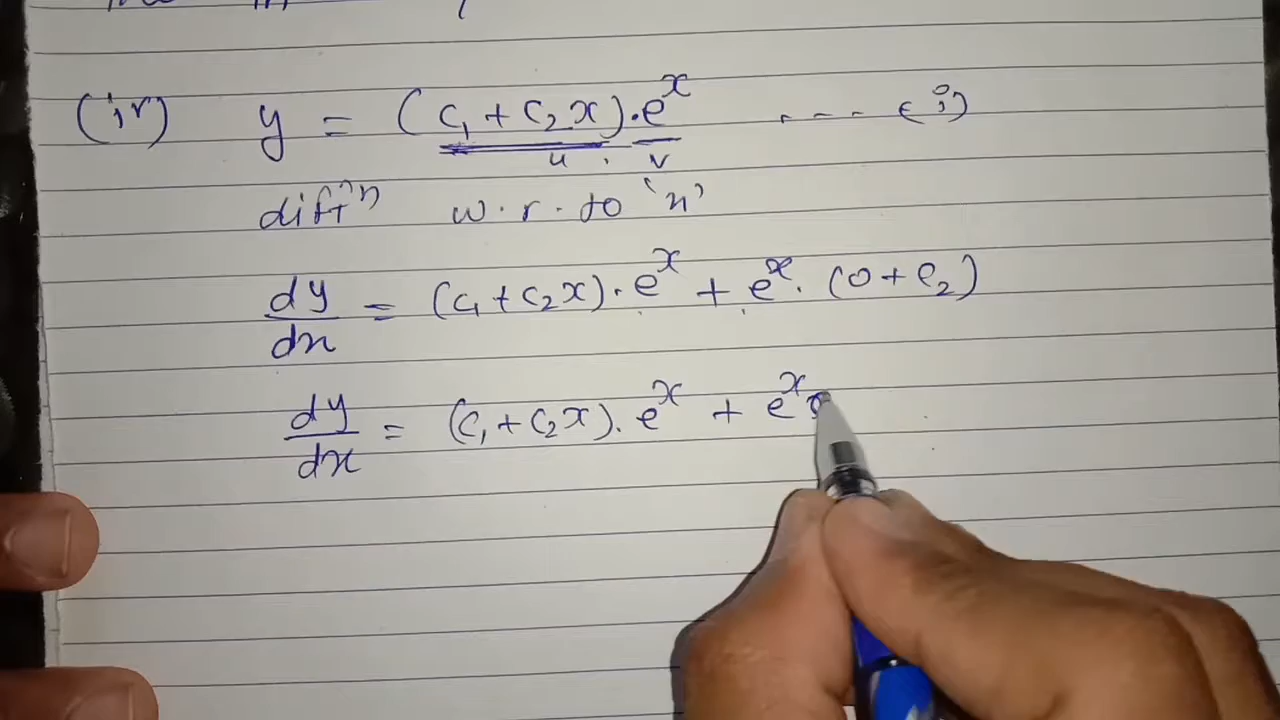 (iv) y = (c₁ + c₂x).eˣ ---- (i)
u . v
diffⁿ w.r.to 'x'
dy/dx = (c₁ + c₂x).eˣ + eˣ. (0 + c₂)
dy/dx = (c₁ + c₂x).eˣ + eˣ